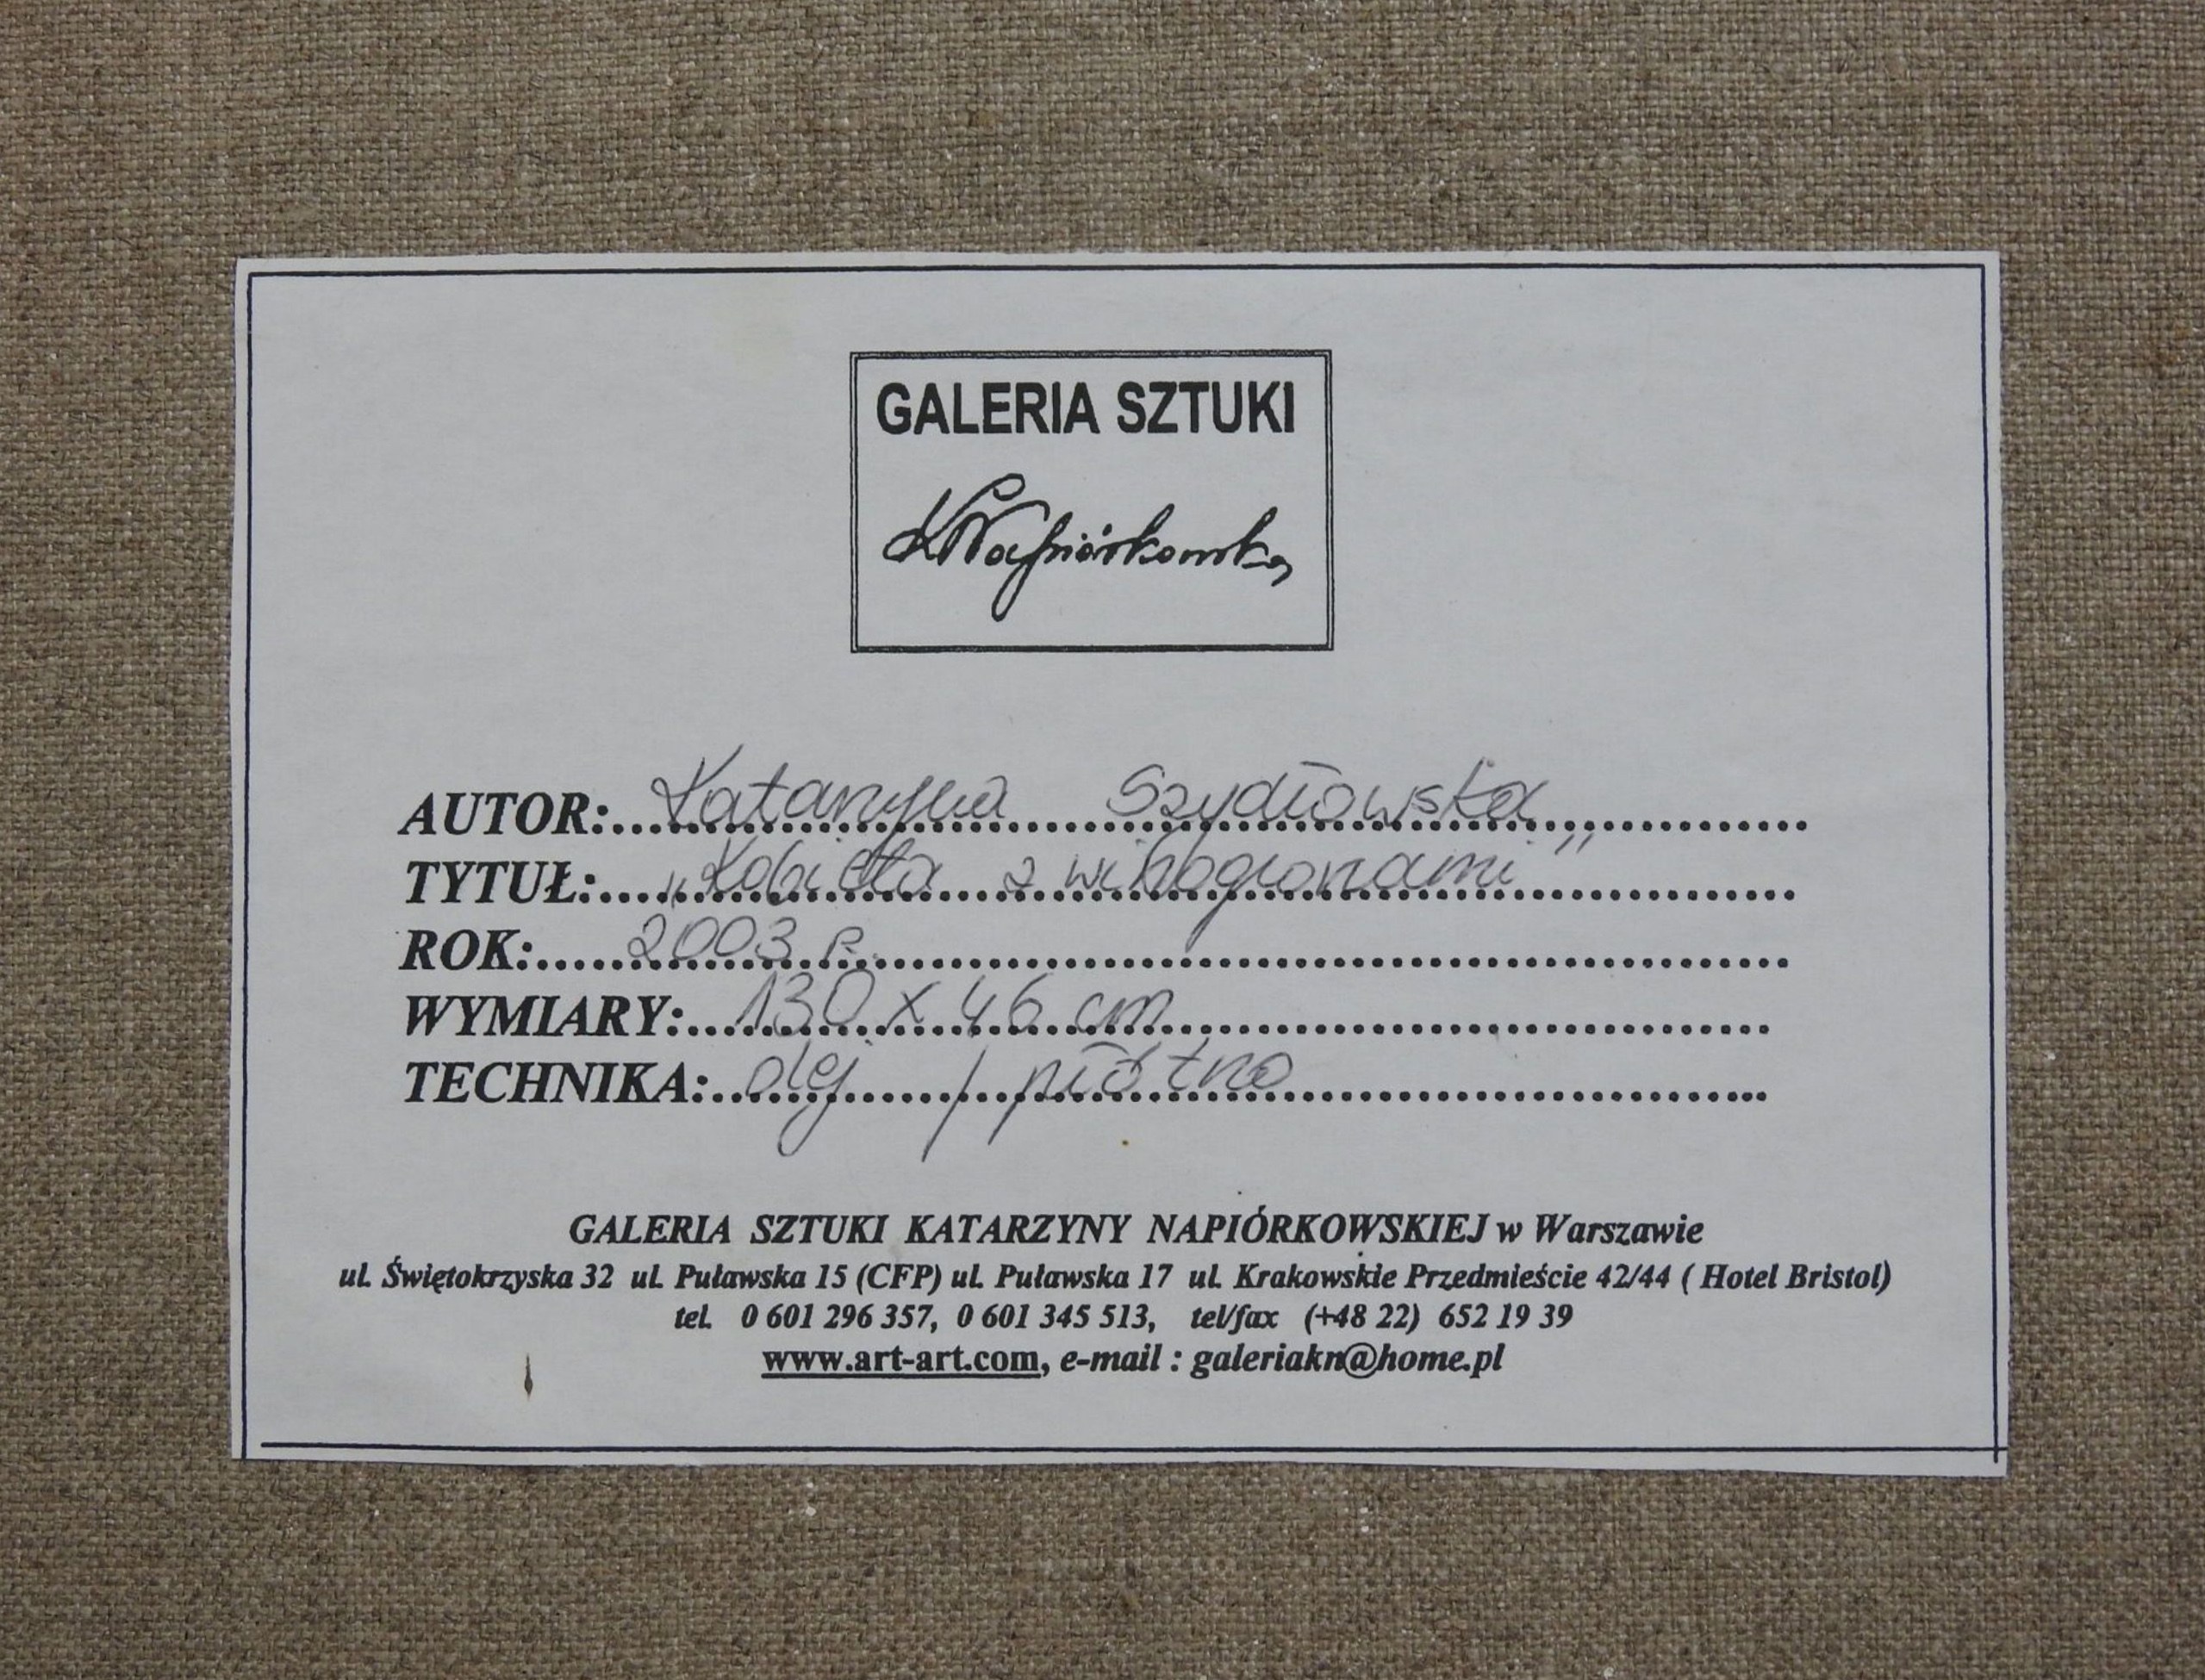 GALERIA SZTUKI
KNapiórkowska
AUTOR: Katarzyna Szydłowska
TYTUŁ: „Kobieta z winogronami”
ROK: 2003 r.
WYMIARY: 130 x 46 cm
TECHNIKA: olej / płótno
GALERIA SZTUKI KATARZYNY NAPIÓRKOWSKIEJ w Warszawie
ul. Świętokrzyska 32 ul. Puławska 15 (CFP) ul. Puławska 17 ul. Krakowskie Przedmieście 42/44 ( Hotel Bristol)
tel. 0 601 296 357, 0 601 345 513, tel/fax (+48 22) 652 19 39
www.art-art.com, e-mail : galeriakn@home.pl